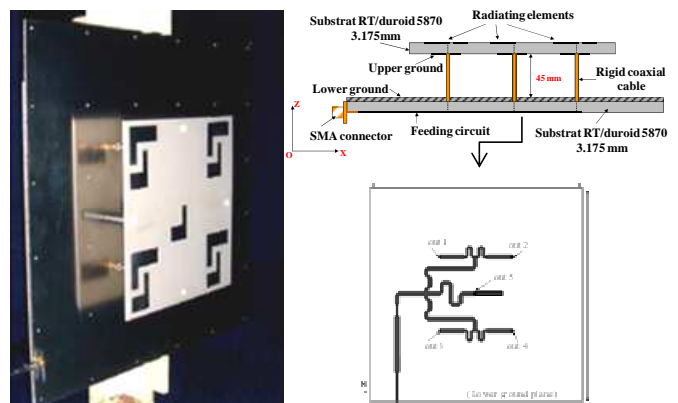 Substrat RT/duroid 5870
3.175mm
Radiating elements
Upper ground
Lower ground
45 mm
Rigid coaxial
cable
Z
SMA connector
Feeding circuit
Substrat RT/duroid 5870
3.175 mm
O
X
out 1
out 2
out 5
out 4
(Lower ground plane)